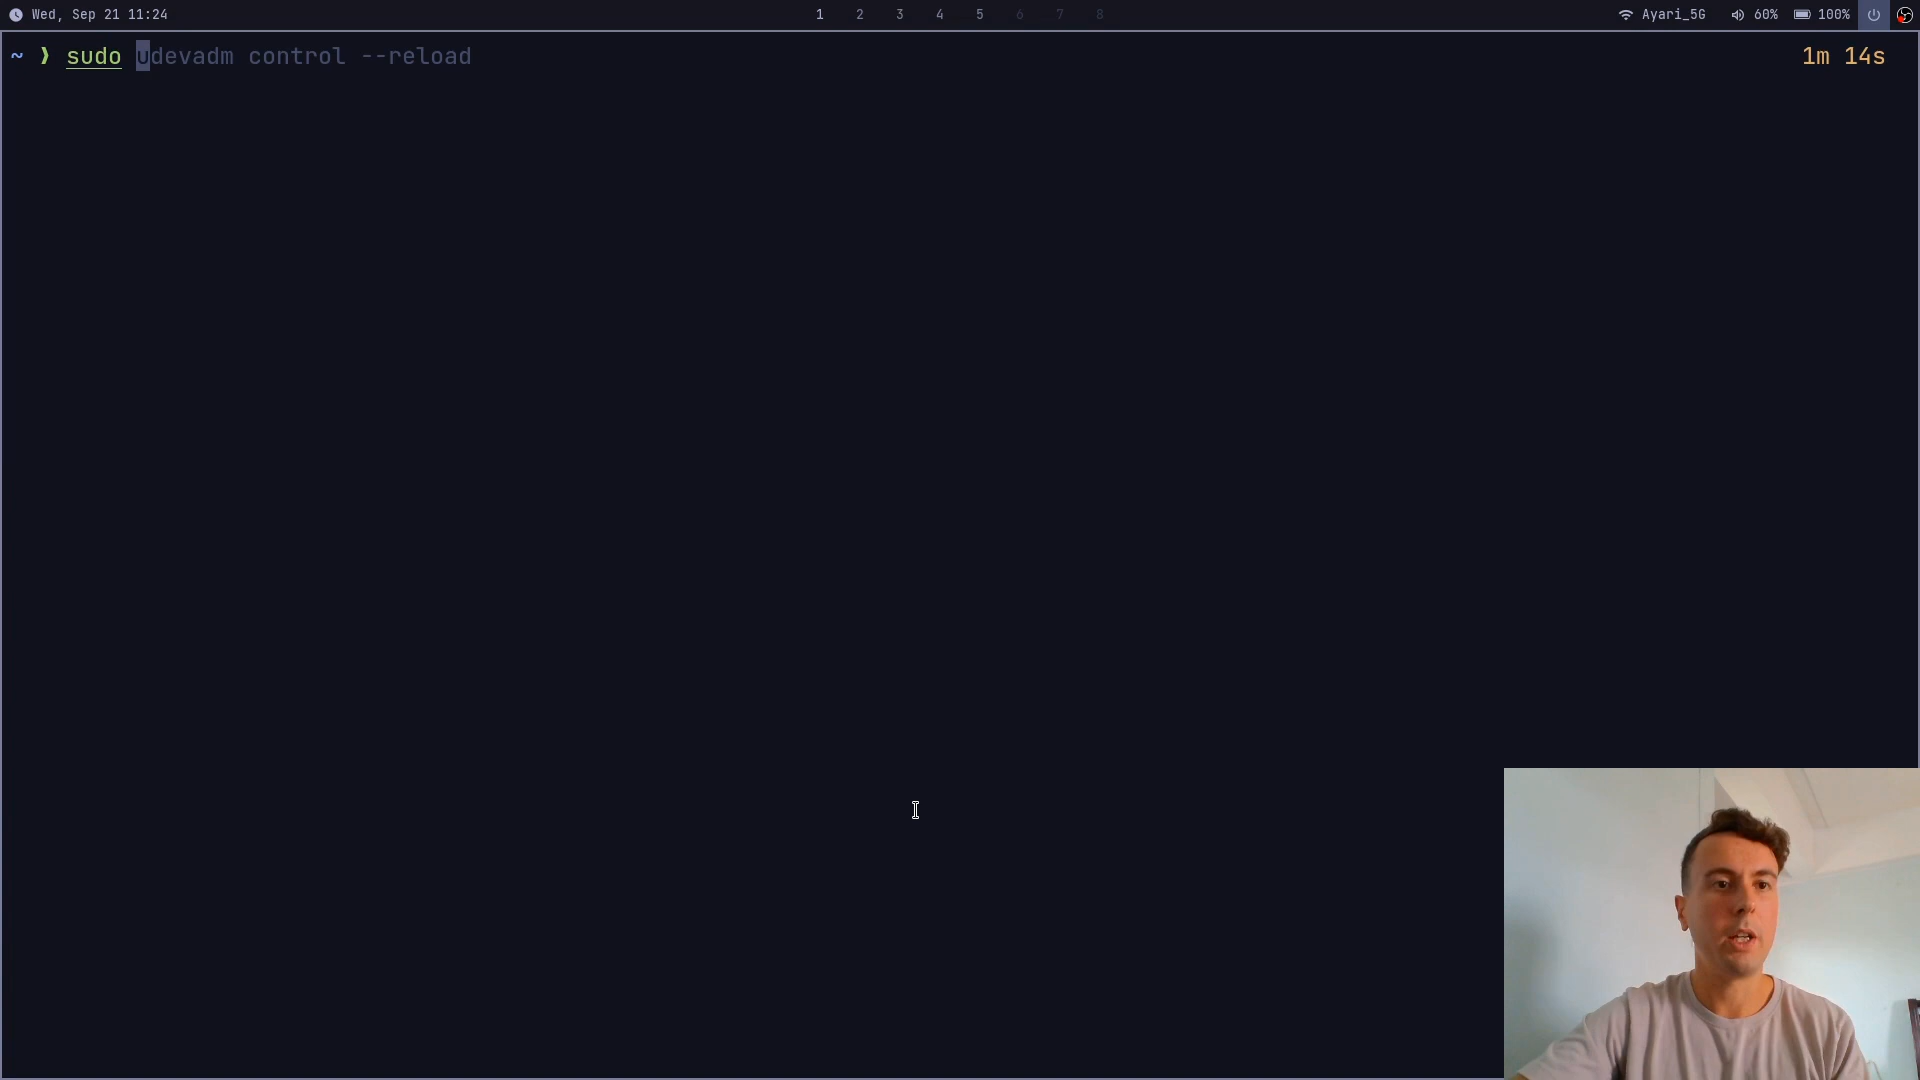 Wed, Sep 21 11:24
1 2 3 4 5 6 7 8
Ayari_5G 60% 100%
~ ❯ sudo udevadm control --reload
1m 14s